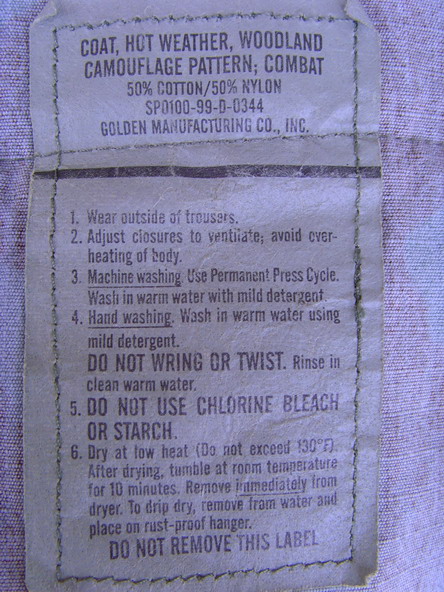 COAT, HOT WEATHER, WOODLAND
CAMOUFLAGE PATTERN; COMBAT
50% COTTON/50% NYLON
SP0100-99-D-0344
GOLDEN MANUFACTURING CO., INC.
1. Wear outside of trousers.
2. Adjust closures to ventilate; avoid over-
heating of body.
3. Machine washing. Use Permanent Press Cycle.
Wash in warm water with mild detergent.
4. Hand washing. Wash in warm water using
mild detergent.
DO NOT WRING OR TWIST. Rinse in
clean warm water.
5. DO NOT USE CHLORINE BLEACH
OR STARCH.
6. Dry at low heat (Do not exceed 130°F).
After drying, tumble at room temperature
for 10 minutes. Remove immediately from
dryer. To drip dry, remove from water and
place on rust-proof hanger.
DO NOT REMOVE THIS LABEL